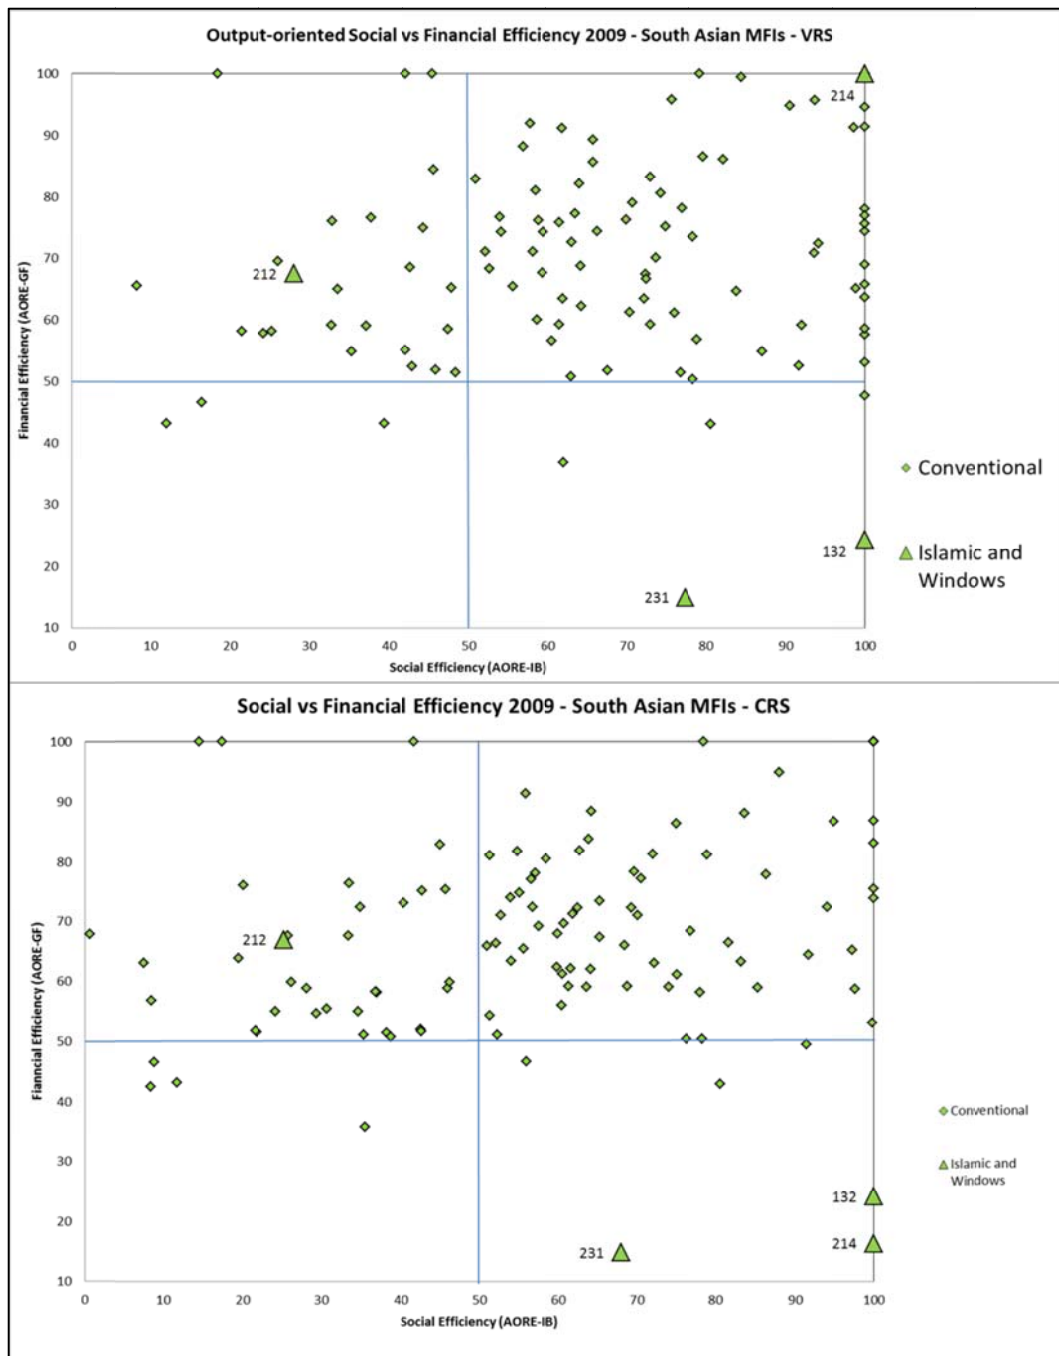 Output-oriented Social vs Financial Efficiency 2009 - South Asian MFIs - VRS
Financial Efficiency (AORE-GF)
100
90
80
70
60
50
40
30
20
10
214
212
132
231
0 10 20 30 40 50 60 70 80 90 100
Social Efficiency (AORE-IB)
Conventional
Islamic and
Windows
Social vs Financial Efficiency 2009 - South Asian MFIs - CRS
Fianncial Efficiency (AORE-GF)
100
90
80
70
60
50
40
30
20
10
212
132
231
214
0 10 20 30 40 50 60 70 80 90 100
Social Efficiency (AORE-IB)
Conventional
Islamic and
Windows